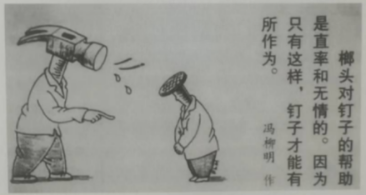 榔头对钉子的帮助
是直率和无情的。因为
只有这样，钉子才能有
所作为。
冯柳明 作